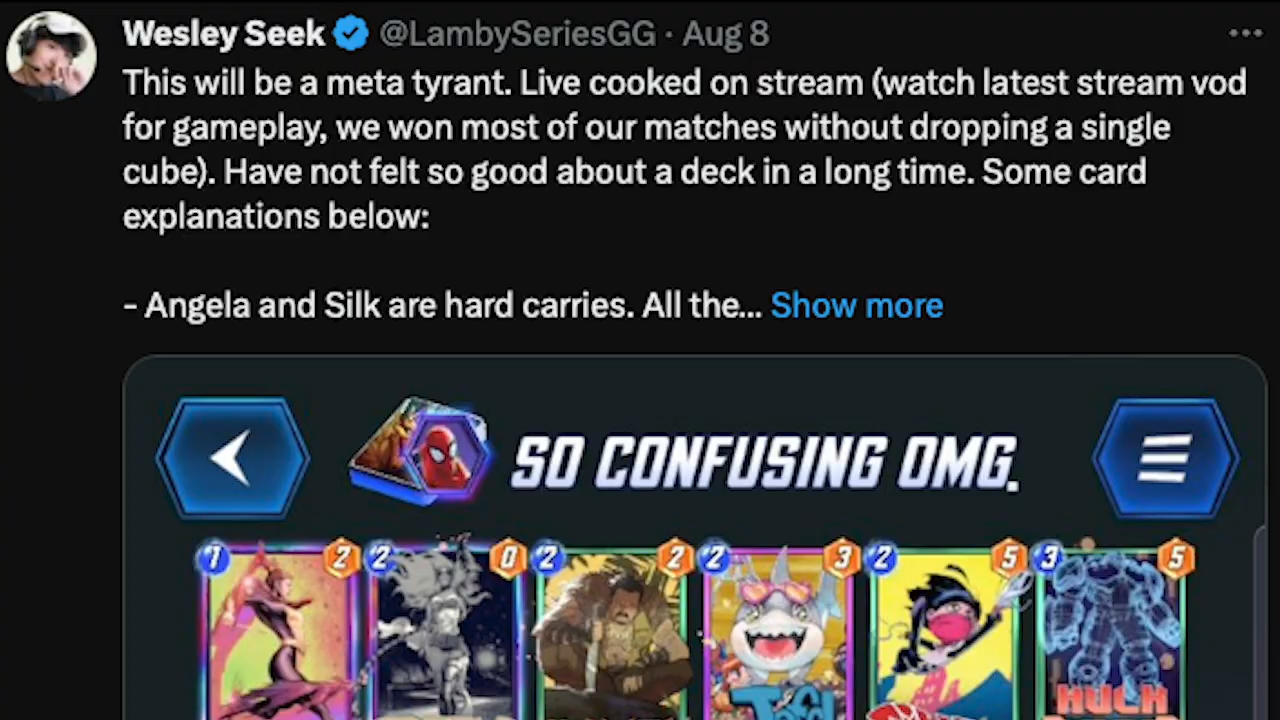 Wesley Seek @LambySeriesGG · Aug 8
This will be a meta tyrant. Live cooked on stream (watch latest stream vod
for gameplay, we won most of our matches without dropping a single
cube). Have not felt so good about a deck in a long time. Some card
explanations below:
- Angela and Silk are hard carries. All the... Show more
SO CONFUSING OMG.
1 2 2 0 2 2 2 3 2 5 3 5
HULK